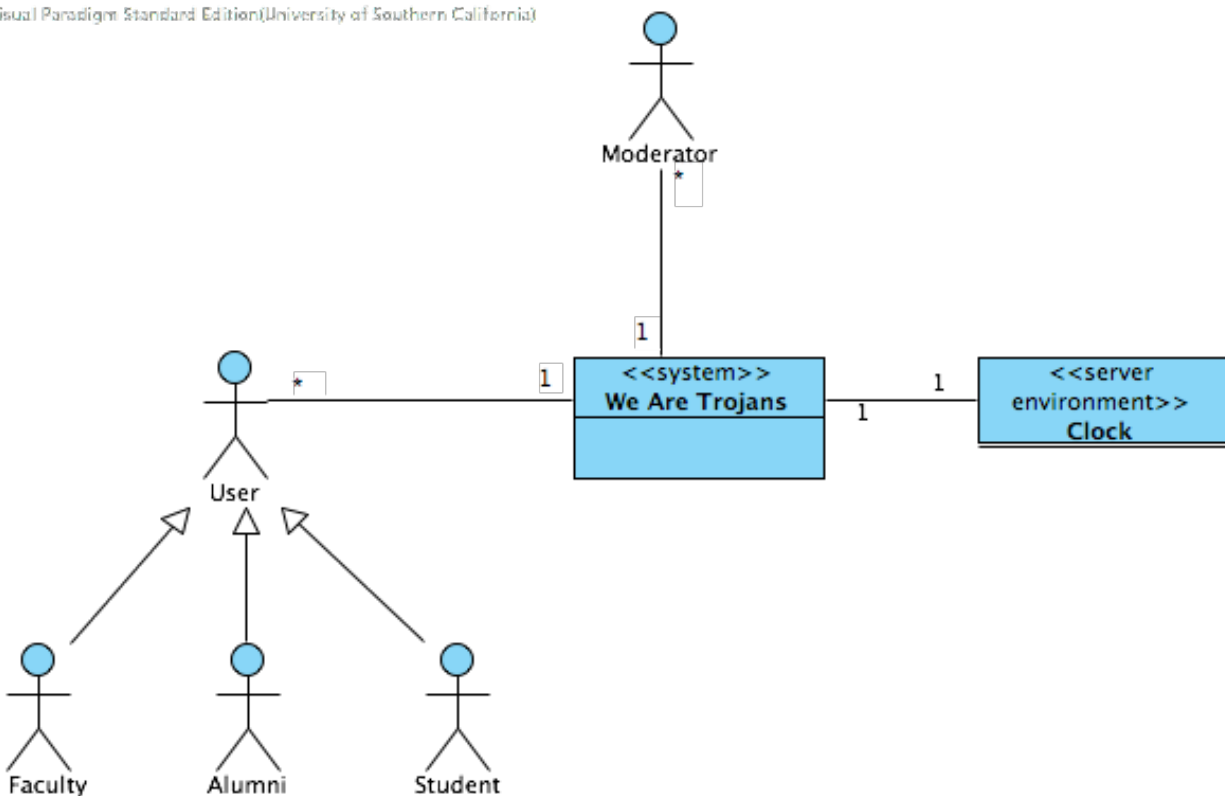 isual Paradigm Standard Edition(University of Southern California)
Moderator
*
1
*
1
<<system>>
We Are Trojans
1
1
<<server
environment>>
Clock
User
Faculty
Alumni
Student